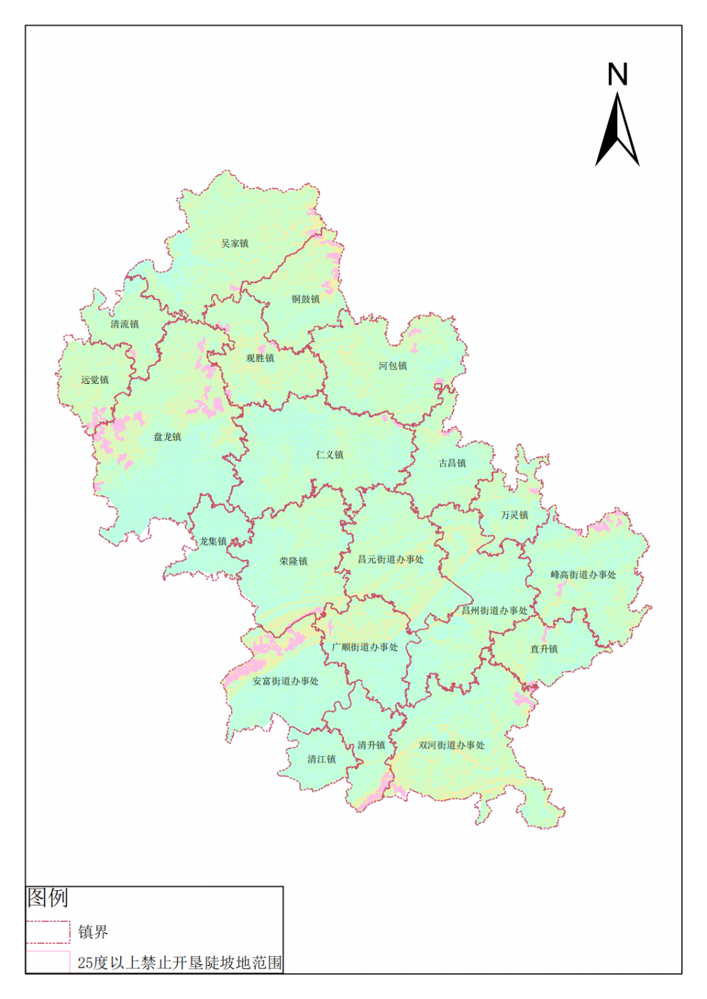 N
吴家镇
铜鼓镇
清流镇
观胜镇
河包镇
远觉镇
盘龙镇
仁义镇
古昌镇
万灵镇
龙集镇
荣隆镇
昌元街道办事处
峰高街道办事处
昌州街道办事处
广顺街道办事处
直升镇
安富街道办事处
清升镇
双河街道办事处
清江镇
图例
镇界
25度以上禁止开垦陡坡地范围